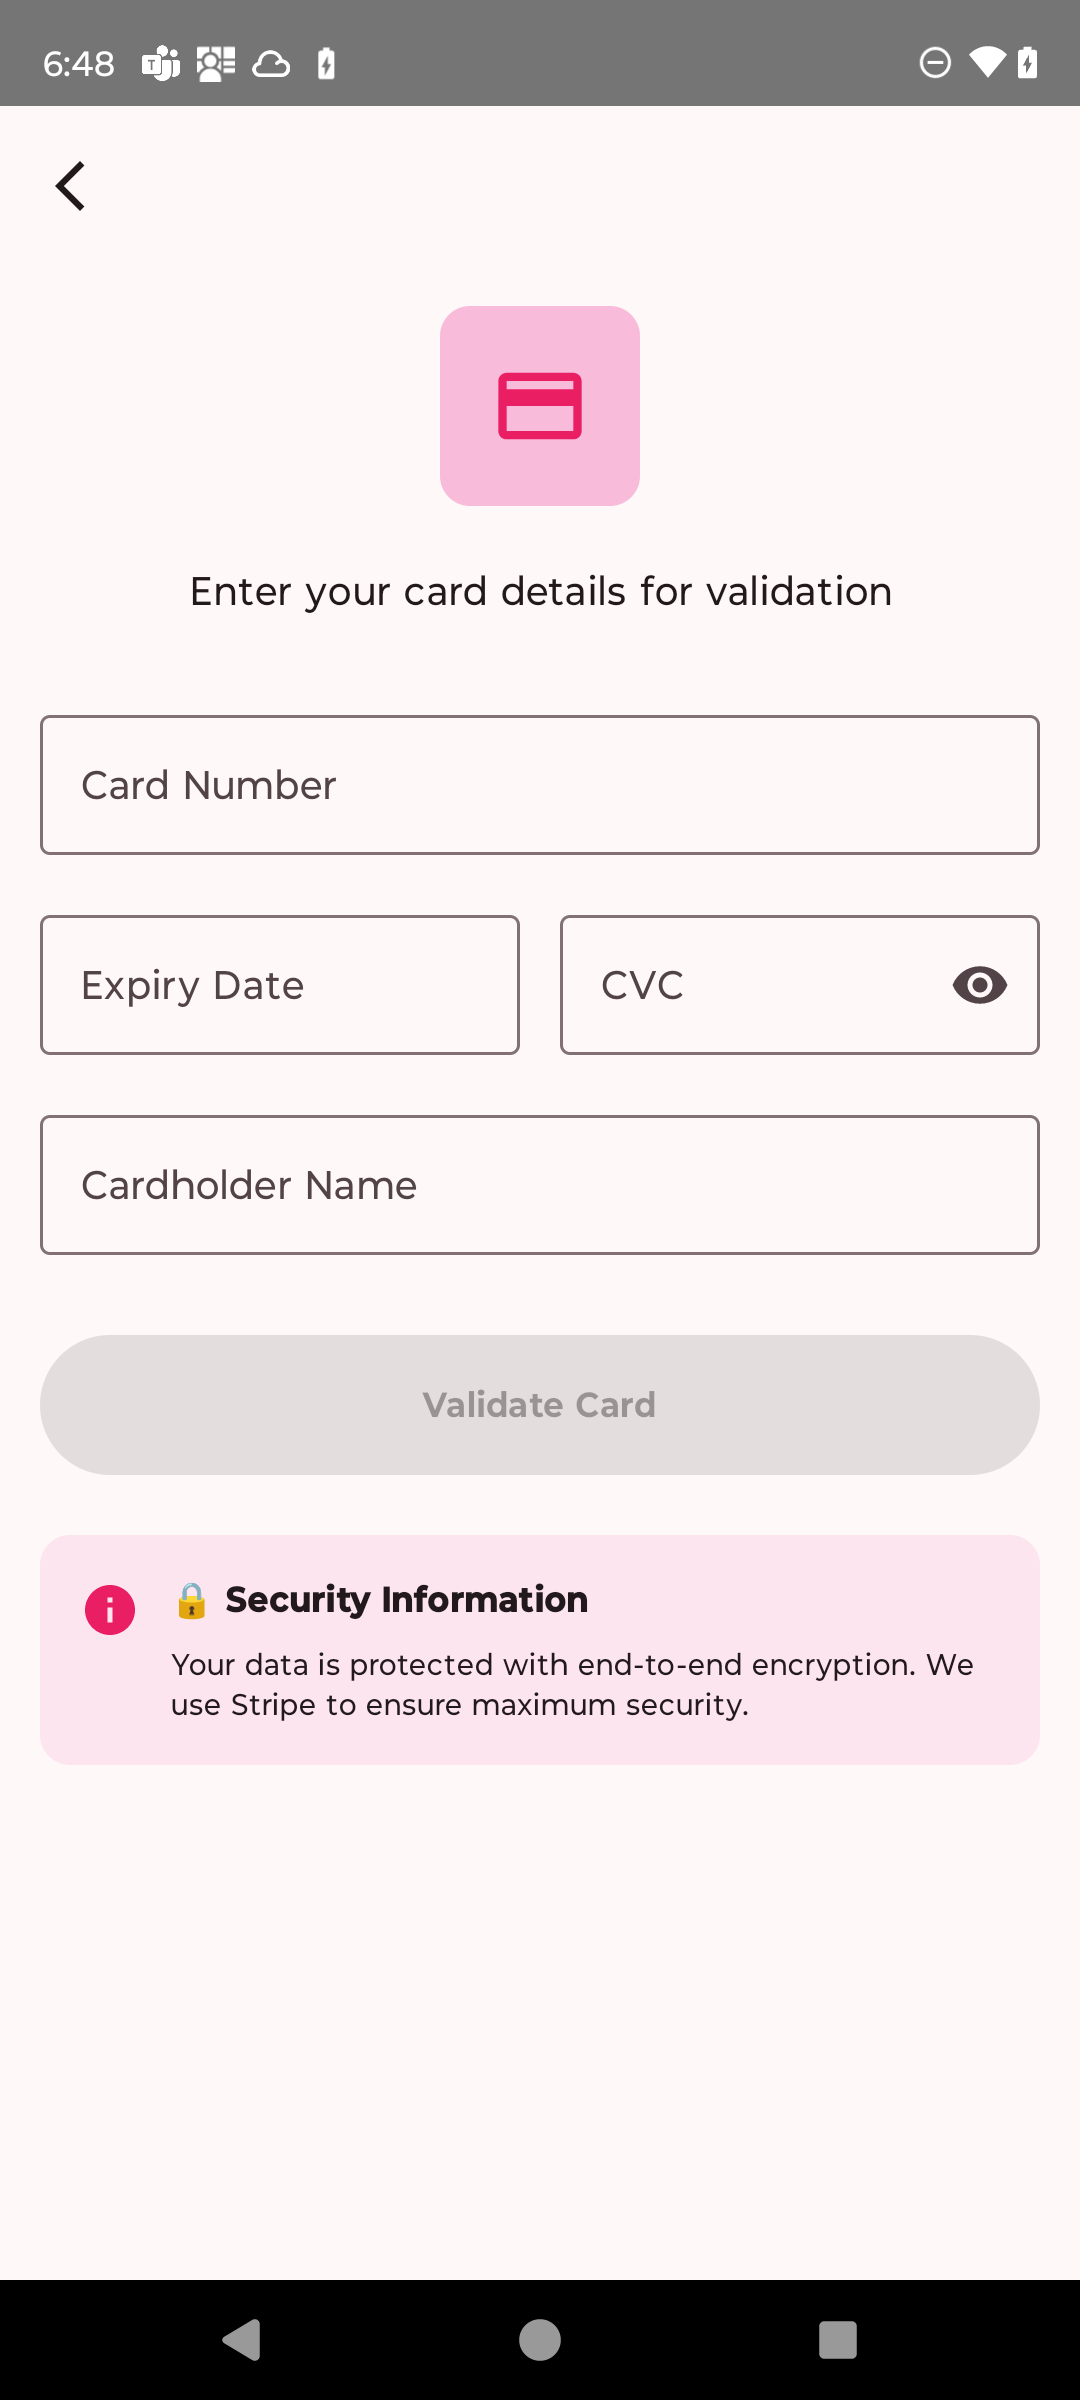 6:48
Enter your card details for validation
Card Number
Expiry Date
CVC
Cardholder Name
Validate Card
🔒 Security Information
Your data is protected with end-to-end encryption. We
use Stripe to ensure maximum security.